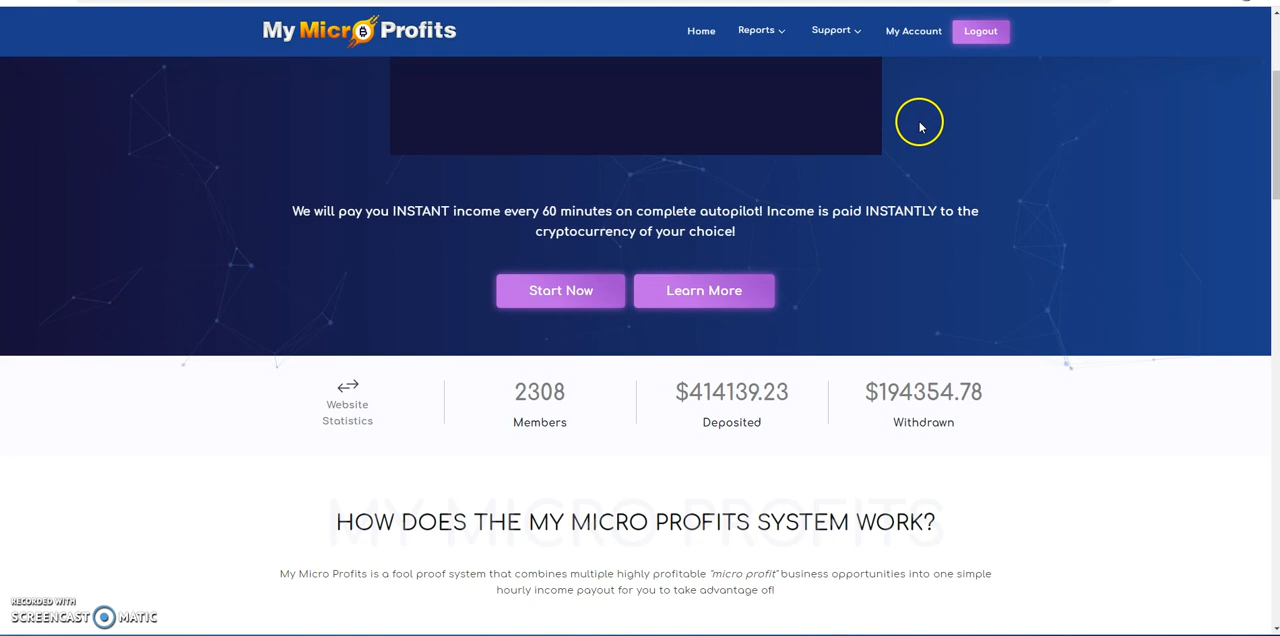 My Micro Profits
Home
Reports
Support
My Account
Logout
We will pay you INSTANT income every 60 minutes on complete autopilot! Income is paid INSTANTLY to the
cryptocurrency of your choice!
Start Now
Learn More
Website
Statistics
2308
Members
$414139.23
Deposited
$194354.78
Withdrawn
MY MICRO PROFITS
HOW DOES THE MY MICRO PROFITS SYSTEM WORK?
My Micro Profits is a fool proof system that combines multiple highly profitable "micro profit" business opportunities into one simple
hourly income payout for you to take advantage of!
RECORDED WITH
SCREENCAST MATIC